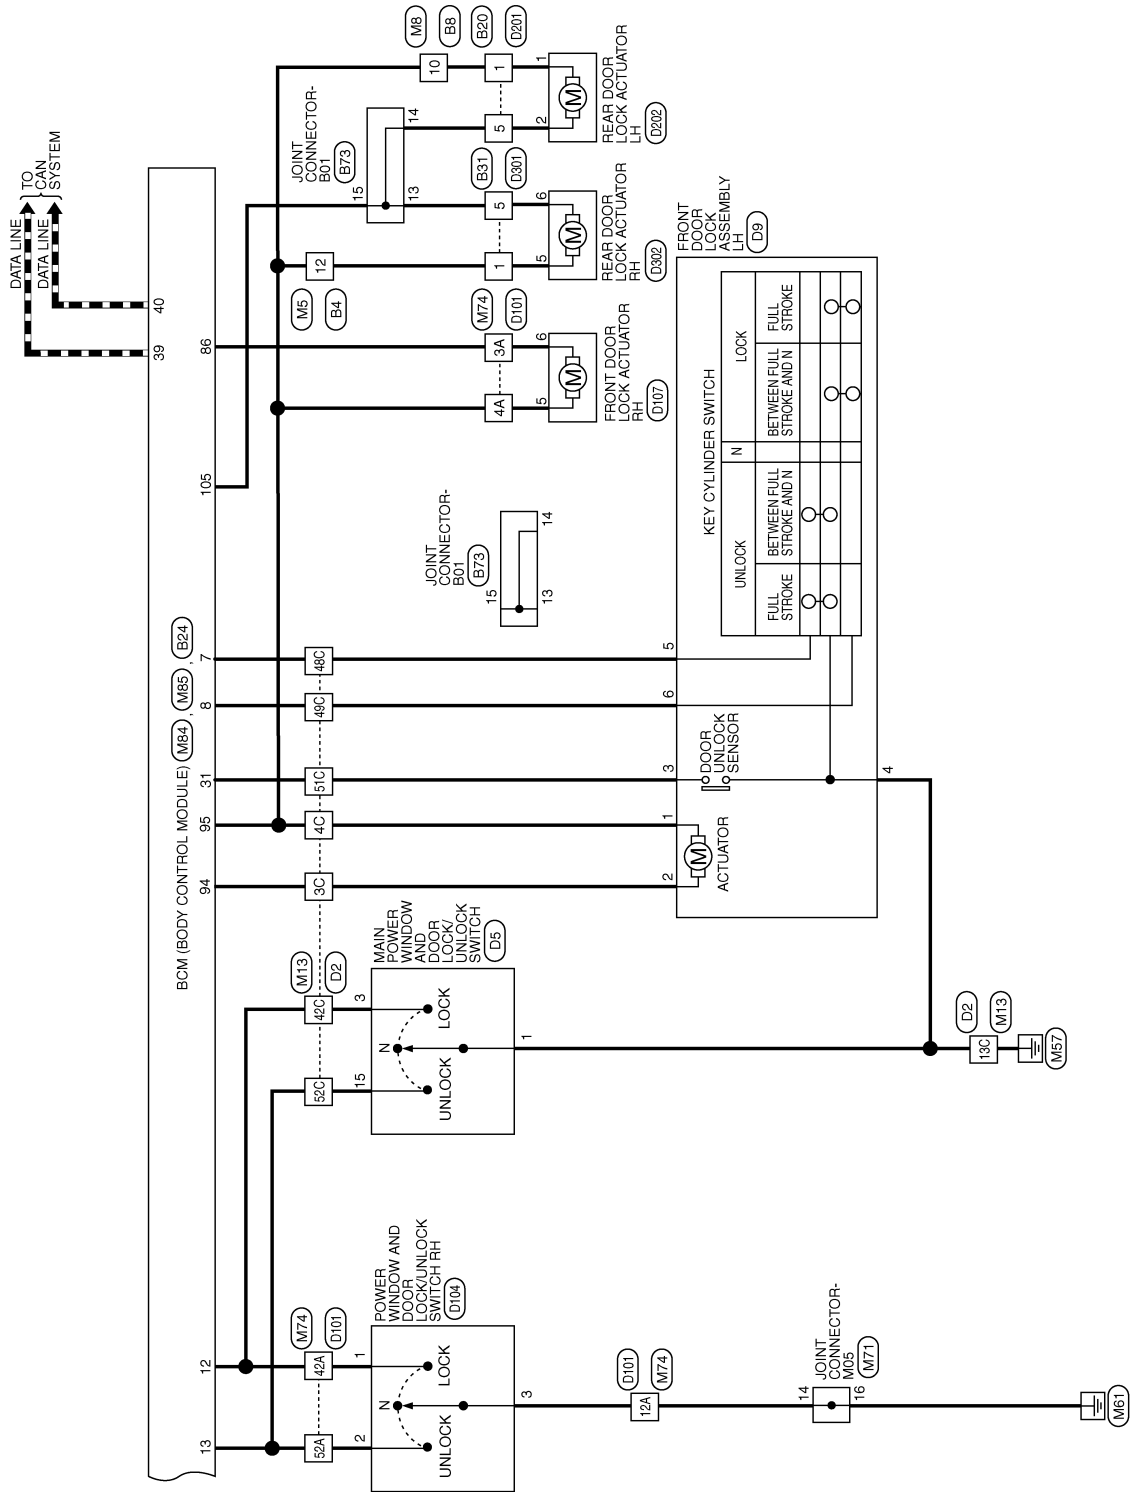 TO
CAN
SYSTEM
DATA LINE
DATA LINE
39
40
BCM (BODY CONTROL MODULE) M84 , M85 , B24
13
12
94
95
31
8
7
105
86
M74
D101
52A
42A
2
1
POWER
WINDOW AND
DOOR
LOCK/UNLOCK
SWITCH RH
D104
UNLOCK
N
LOCK
3
D101
M74
12A
14
16
JOINT
CONNECTOR-
M05
M71
M61
M13
D2
52C
42C
15
3
MAIN
POWER
WINDOW
AND
DOOR
LOCK/
UNLOCK
SWITCH
D5
UNLOCK
N
LOCK
1
D2
M13
13C
M57
3C
4C
51C
49C
48C
2
1
3
6
5
4
ACTUATOR
M
DOOR
UNLOCK
SENSOR
KEY CYLINDER SWITCH
UNLOCK
N
LOCK
FULL
STROKE
BETWEEN FULL
STROKE AND N
BETWEEN FULL
STROKE AND N
FULL
STROKE
FRONT
DOOR
LOCK
ASSEMBLY
LH
D9
JOINT
CONNECTOR-
B01
B73
15
13
14
M74
D101
4A
3A
5
6
M
FRONT DOOR
LOCK ACTUATOR
RH
D107
M5
B4
12
B31
D301
1
5
5
6
M
REAR DOOR
LOCK ACTUATOR
RH
D302
JOINT
CONNECTOR-
B01
B73
15
13
14
M8
B8
B20
D201
10
5
1
2
1
M
REAR DOOR
LOCK ACTUATOR
LH
D202